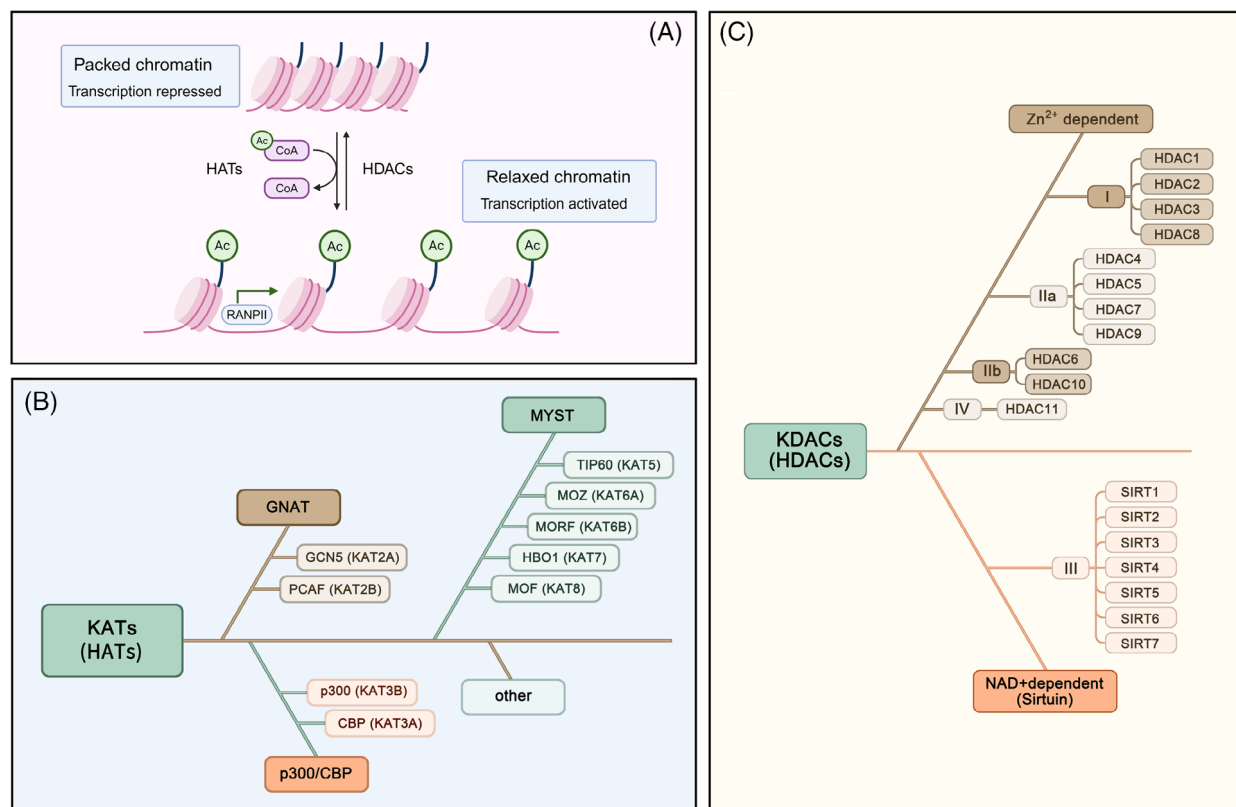 (A)
Packed chromatin
Transcription repressed
Ac
CoA
HATs
HDACs
CoA
Relaxed chromatin
Transcription activated
Ac
Ac
Ac
Ac
RANPII
(B)
MYST
TIP60 (KAT5)
MOZ (KAT6A)
MORF (KAT6B)
HBO1 (KAT7)
MOF (KAT8)
GNAT
GCN5 (KAT2A)
PCAF (KAT2B)
KATs
(HATs)
p300 (KAT3B)
CBP (KAT3A)
p300/CBP
other
(C)
Zn²⁺ dependent
I
HDAC1
HDAC2
HDAC3
HDAC8
IIa
HDAC4
HDAC5
HDAC7
HDAC9
IIb
HDAC6
HDAC10
IV
HDAC11
KDACs
(HDACs)
III
SIRT1
SIRT2
SIRT3
SIRT4
SIRT5
SIRT6
SIRT7
NAD+dependent
(Sirtuin)